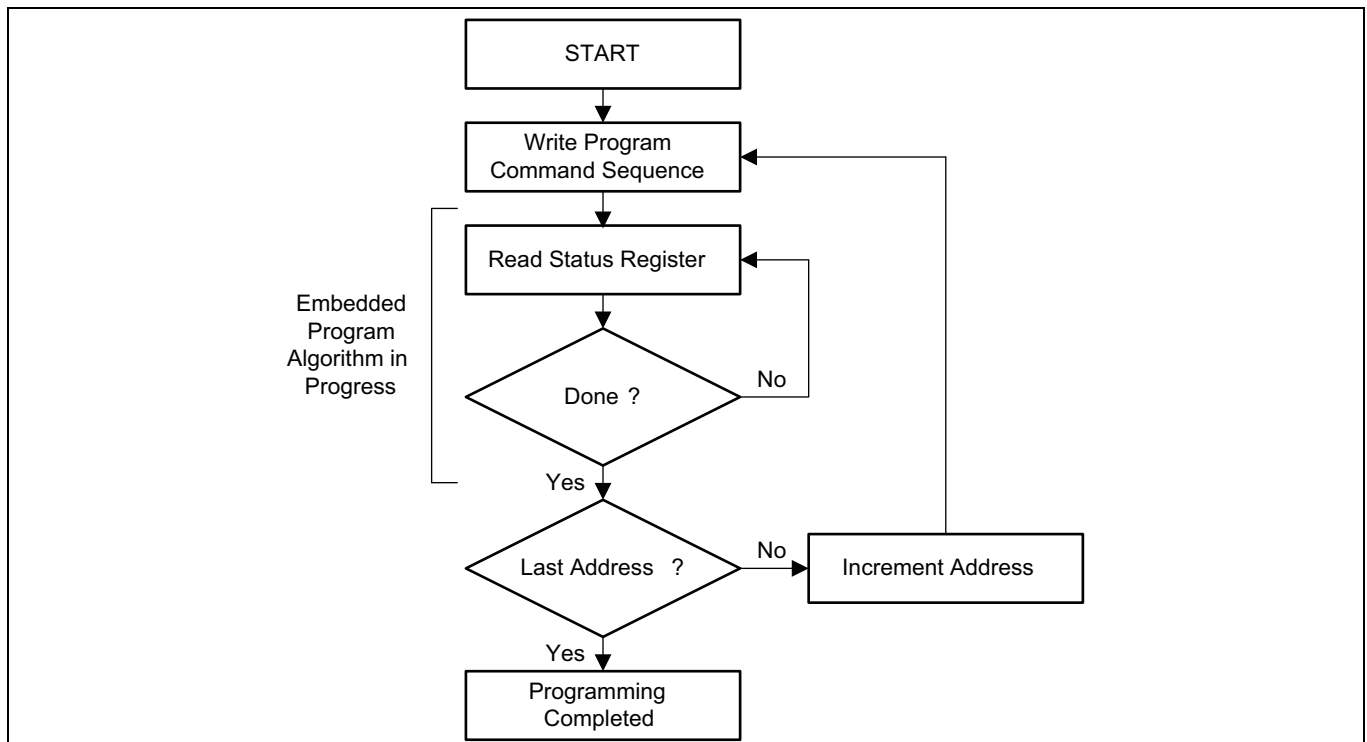 START
Write Program
Command Sequence
Read Status Register
Embedded
Program
Algorithm in
Progress
Done ?
No
Yes
Last Address ?
No
Increment Address
Yes
Programming
Completed